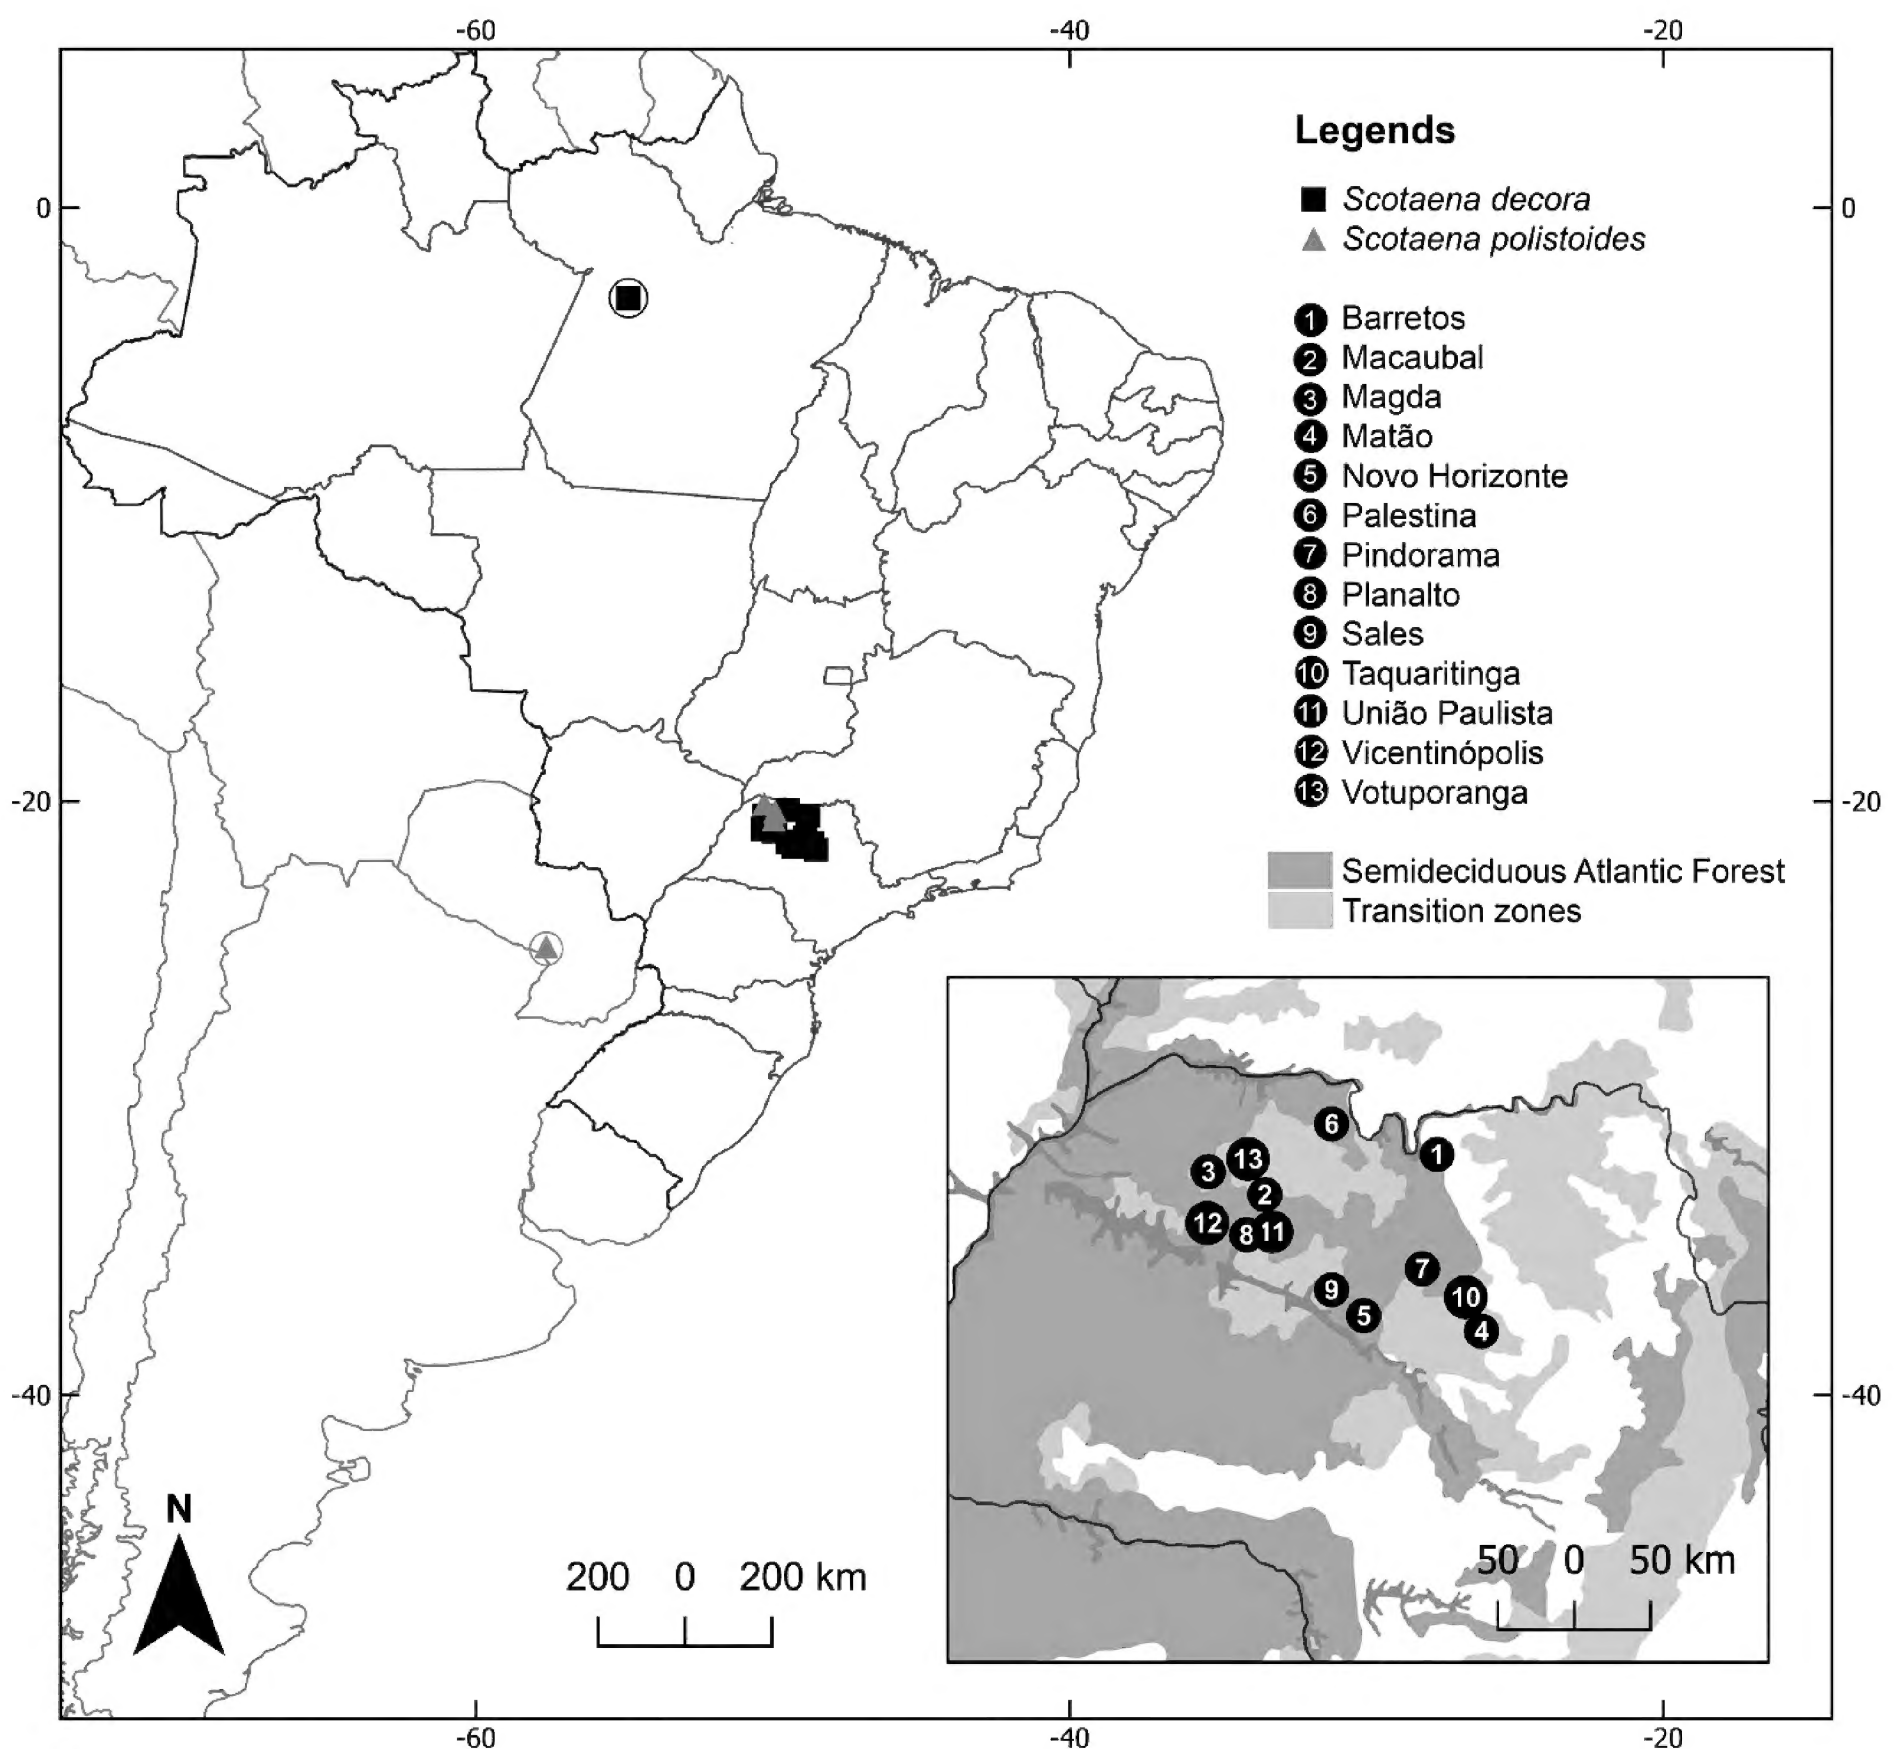 -60 -40 -20
Legends
Scotaena decora
Scotaena polistoides
0 0
1 Barretos
2 Macaubal
3 Magda
4 Matão
5 Novo Horizonte
6 Palestina
7 Pindorama
8 Planalto
9 Sales
10 Taquaritinga
11 União Paulista
12 Vicentinópolis
13 Votuporanga
-20 -20
Semideciduous Atlantic Forest
Transition zones
6
1
13
3
2
12
8 11
7
9
10
5
4
-40 -40
N
200 0 200 km
50 0 50 km
-60 -40 -20